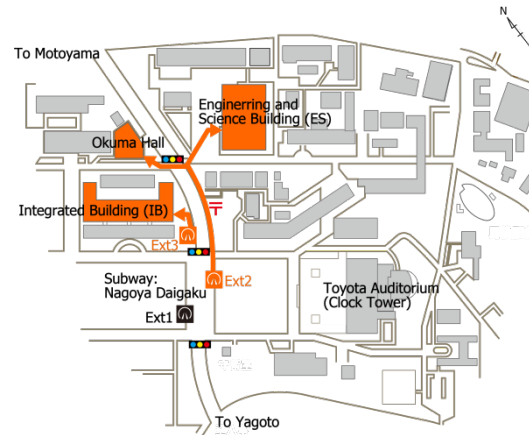 N
To Motoyama
Enginerring and
Science Building (ES)
Okuma Hall
Integrated Building (IB)
Ext3
Subway:
Nagoya Daigaku
Ext2
Ext1
Toyota Auditorium
(Clock Tower)
To Yagoto